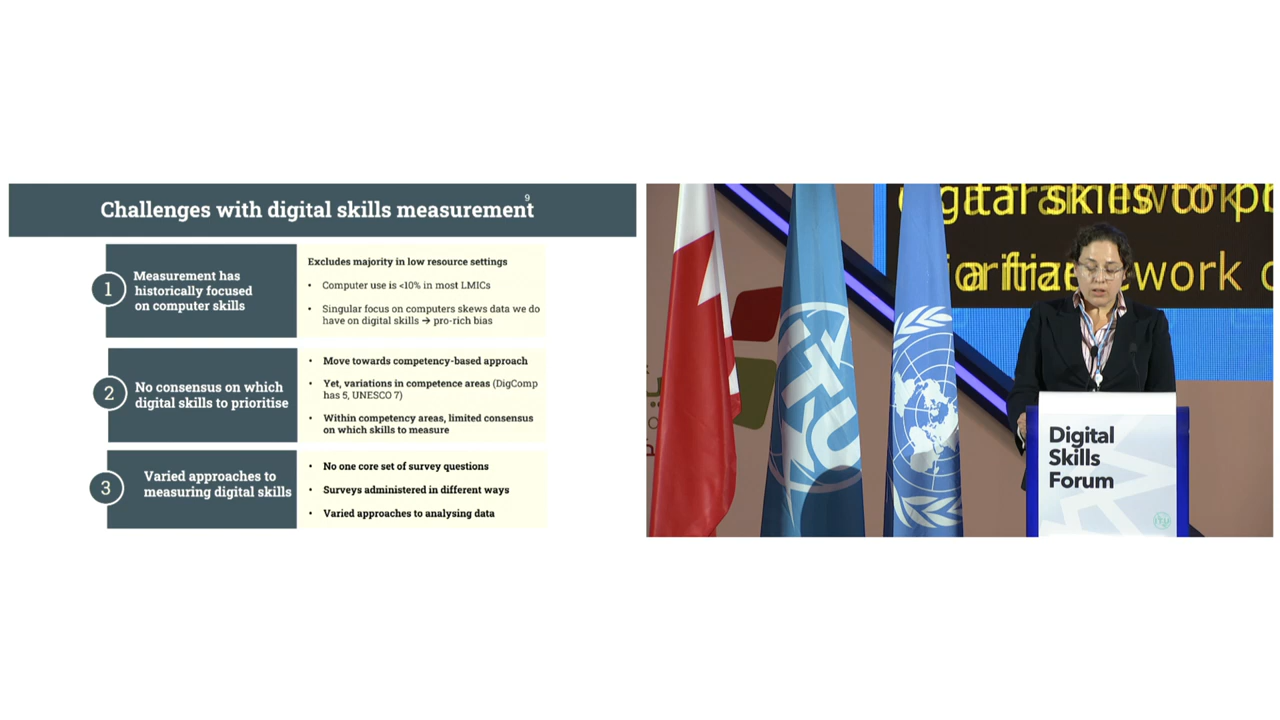 9
Challenges with digital skills measurement
1
Measurement has
historically focused
on computer skills
Excludes majority in low resource settings
• Computer use is <10% in most LMICs
• Singular focus on computers skews data we do
have on digital skills → pro-rich bias
2
No consensus on which
digital skills to prioritise
• Move towards competency-based approach
• Yet, variations in competence areas (DigComp
has 5, UNESCO 7)
• Within competency areas, limited consensus
on which skills to measure
3
Varied approaches to
measuring digital skills
• No one core set of survey questions
• Surveys administered in different ways
• Varied approaches to analysing data
ITU
Digital
Skills
Forum